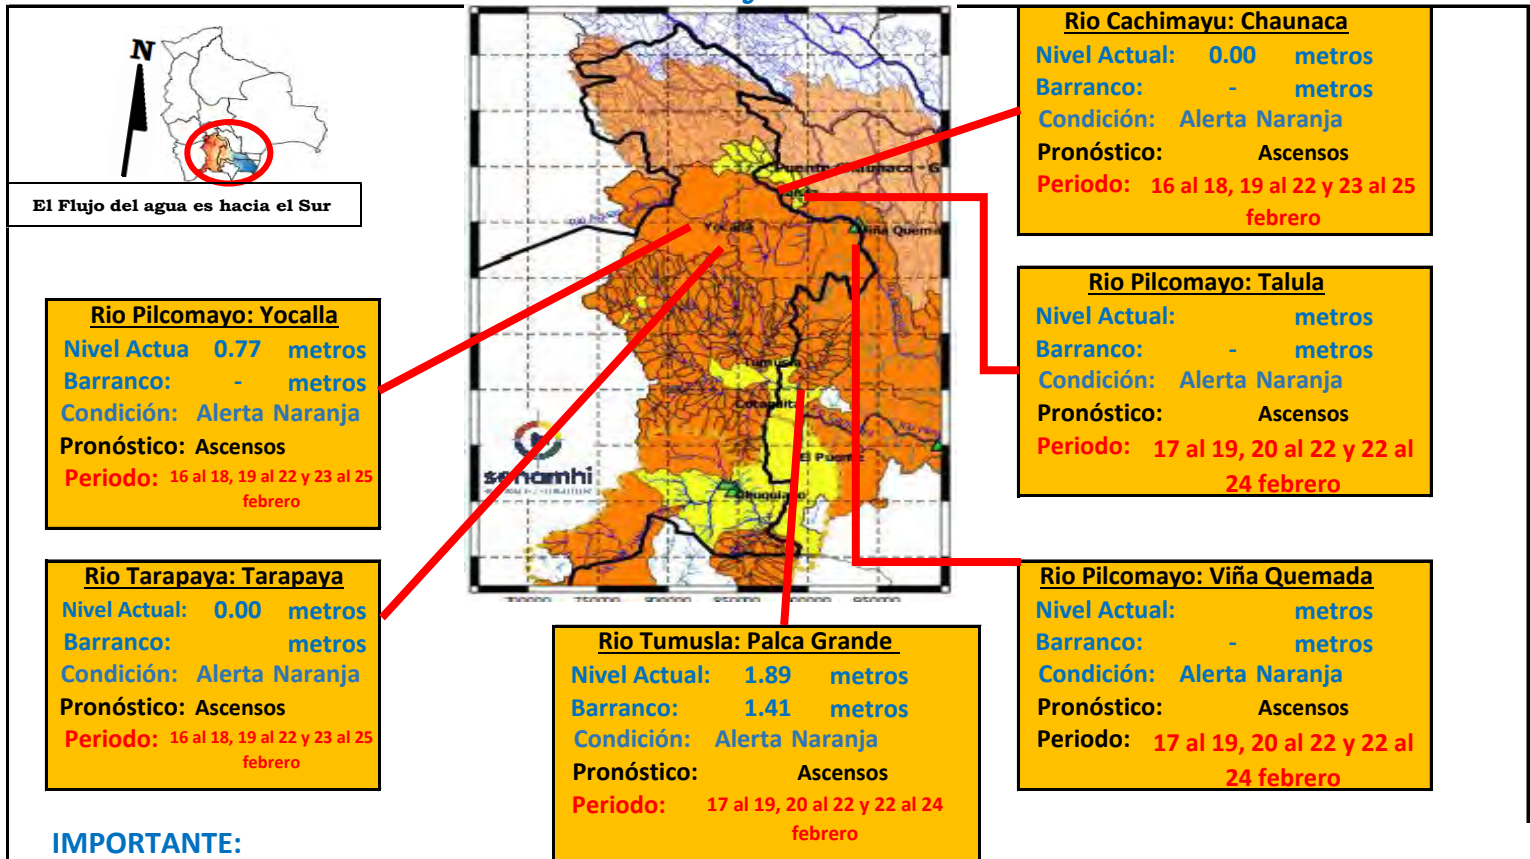 N
El Flujo del agua es hacia el Sur
Rio Pilcomayo: Yocalla
Nivel Actua 0.77 metros
Barranco: - metros
Condición: Alerta Naranja
Pronóstico: Ascensos
Periodo: 16 al 18, 19 al 22 y 23 al 25
febrero
Rio Tarapaya: Tarapaya
Nivel Actual: 0.00 metros
Barranco: metros
Condición: Alerta Naranja
Pronóstico: Ascensos
Periodo: 16 al 18, 19 al 22 y 23 al 25
febrero
IMPORTANTE:
Yocalla
Viña Quema
Tumusla
Cotagaita
El Puente
senamhi
Rio Tumusla: Palca Grande
Nivel Actual: 1.89 metros
Barranco: 1.41 metros
Condición: Alerta Naranja
Pronóstico: Ascensos
Periodo: 17 al 19, 20 al 22 y 22 al 24
febrero
Rio Cachimayu: Chaunaca
Nivel Actual: 0.00 metros
Barranco: - metros
Condición: Alerta Naranja
Pronóstico: Ascensos
Periodo: 16 al 18, 19 al 22 y 23 al 25
febrero
Rio Pilcomayo: Talula
Nivel Actual: metros
Barranco: - metros
Condición: Alerta Naranja
Pronóstico: Ascensos
Periodo: 17 al 19, 20 al 22 y 22 al
24 febrero
Rio Pilcomayo: Viña Quemada
Nivel Actual: metros
Barranco: - metros
Condición: Alerta Naranja
Pronóstico: Ascensos
Periodo: 17 al 19, 20 al 22 y 22 al
24 febrero